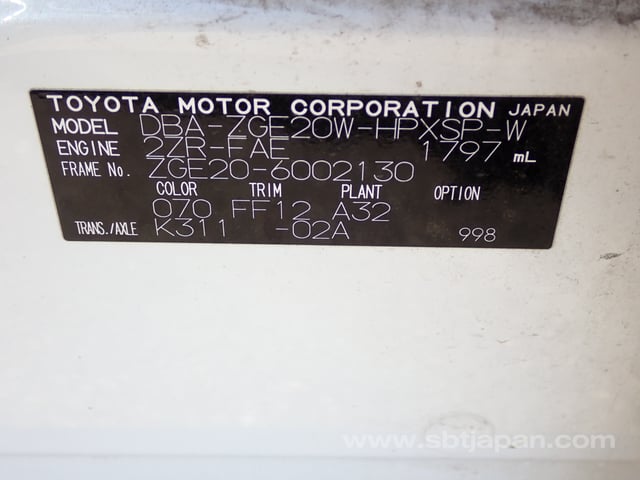 TOYOTA MOTOR CORPORATION JAPAN
MODEL DBA-ZGE20W-HPXSP-W
ENGINE 2ZR-FAE 1797 mL
FRAME No. ZGE20-6002130
COLOR TRIM PLANT OPTION
070 FF12 A32
TRANS./AXLE K311 -02A 998
www.sbtjapan.com